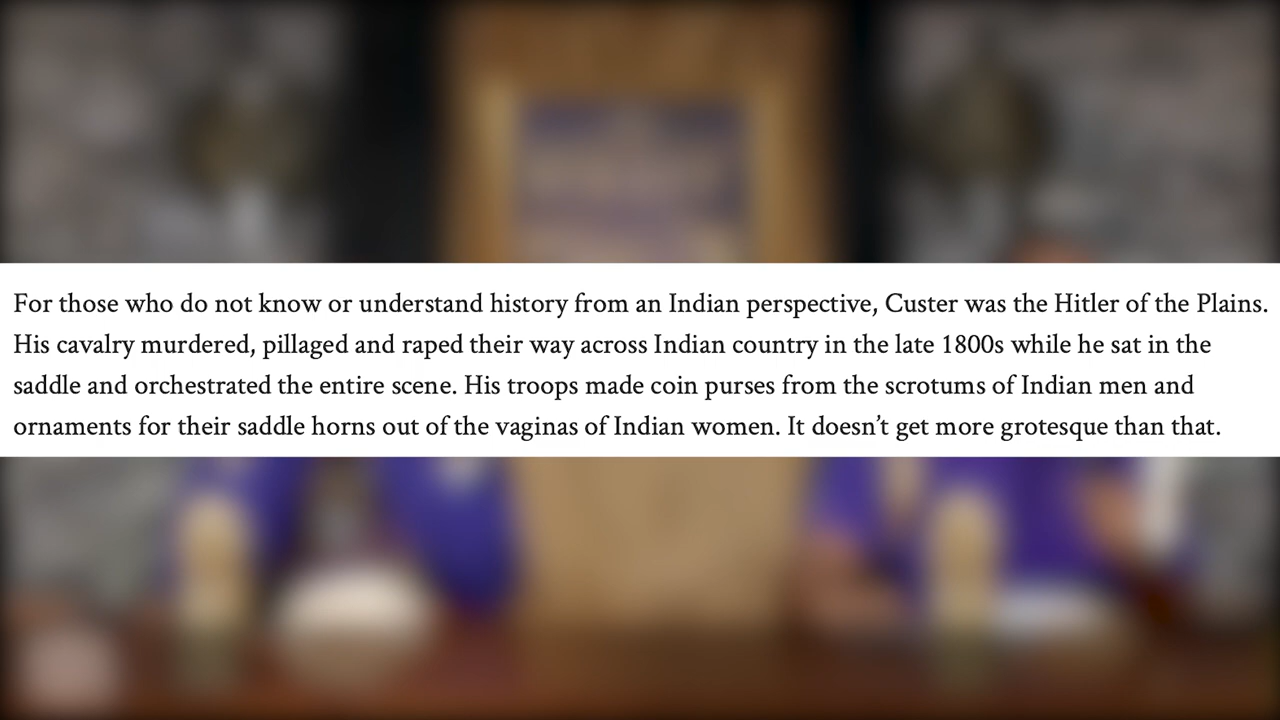 For those who do not know or understand history from an Indian perspective, Custer was the Hitler of the Plains.
His cavalry murdered, pillaged and raped their way across Indian country in the late 1800s while he sat in the
saddle and orchestrated the entire scene. His troops made coin purses from the scrotums of Indian men and
ornaments for their saddle horns out of the vaginas of Indian women. It doesn’t get more grotesque than that.